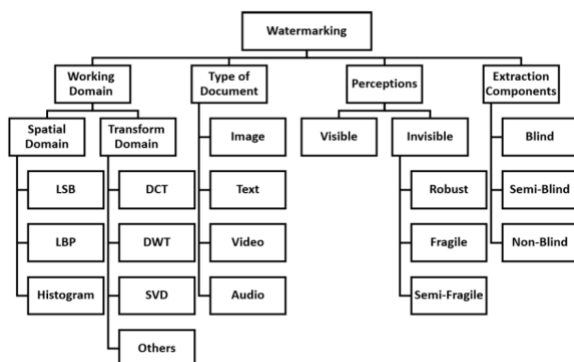 Watermarking
Working
Domain
Type of
Document
Perceptions
Extraction
Components
Spatial
Domain
Transform
Domain
Image
Visible
Invisible
Blind
LSB
DCT
Text
Robust
Semi-Blind
LBP
DWT
Video
Fragile
Non-Blind
Histogram
SVD
Audio
Semi-Fragile
Others